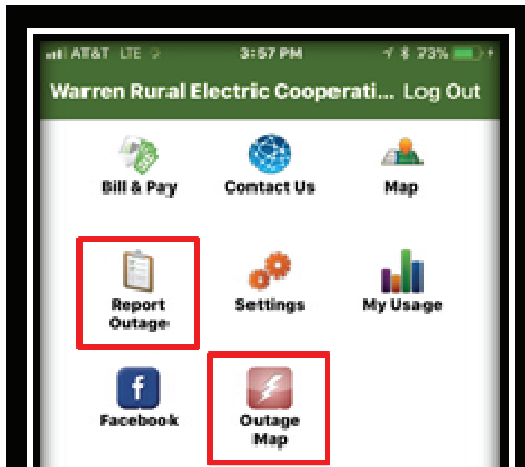 AT&T LTE 3:57 PM 73%
Warren Rural Electric Cooperati... Log Out
Bill & Pay Contact Us Map
Report Settings My Usage
Outage
Facebook Outage
Map